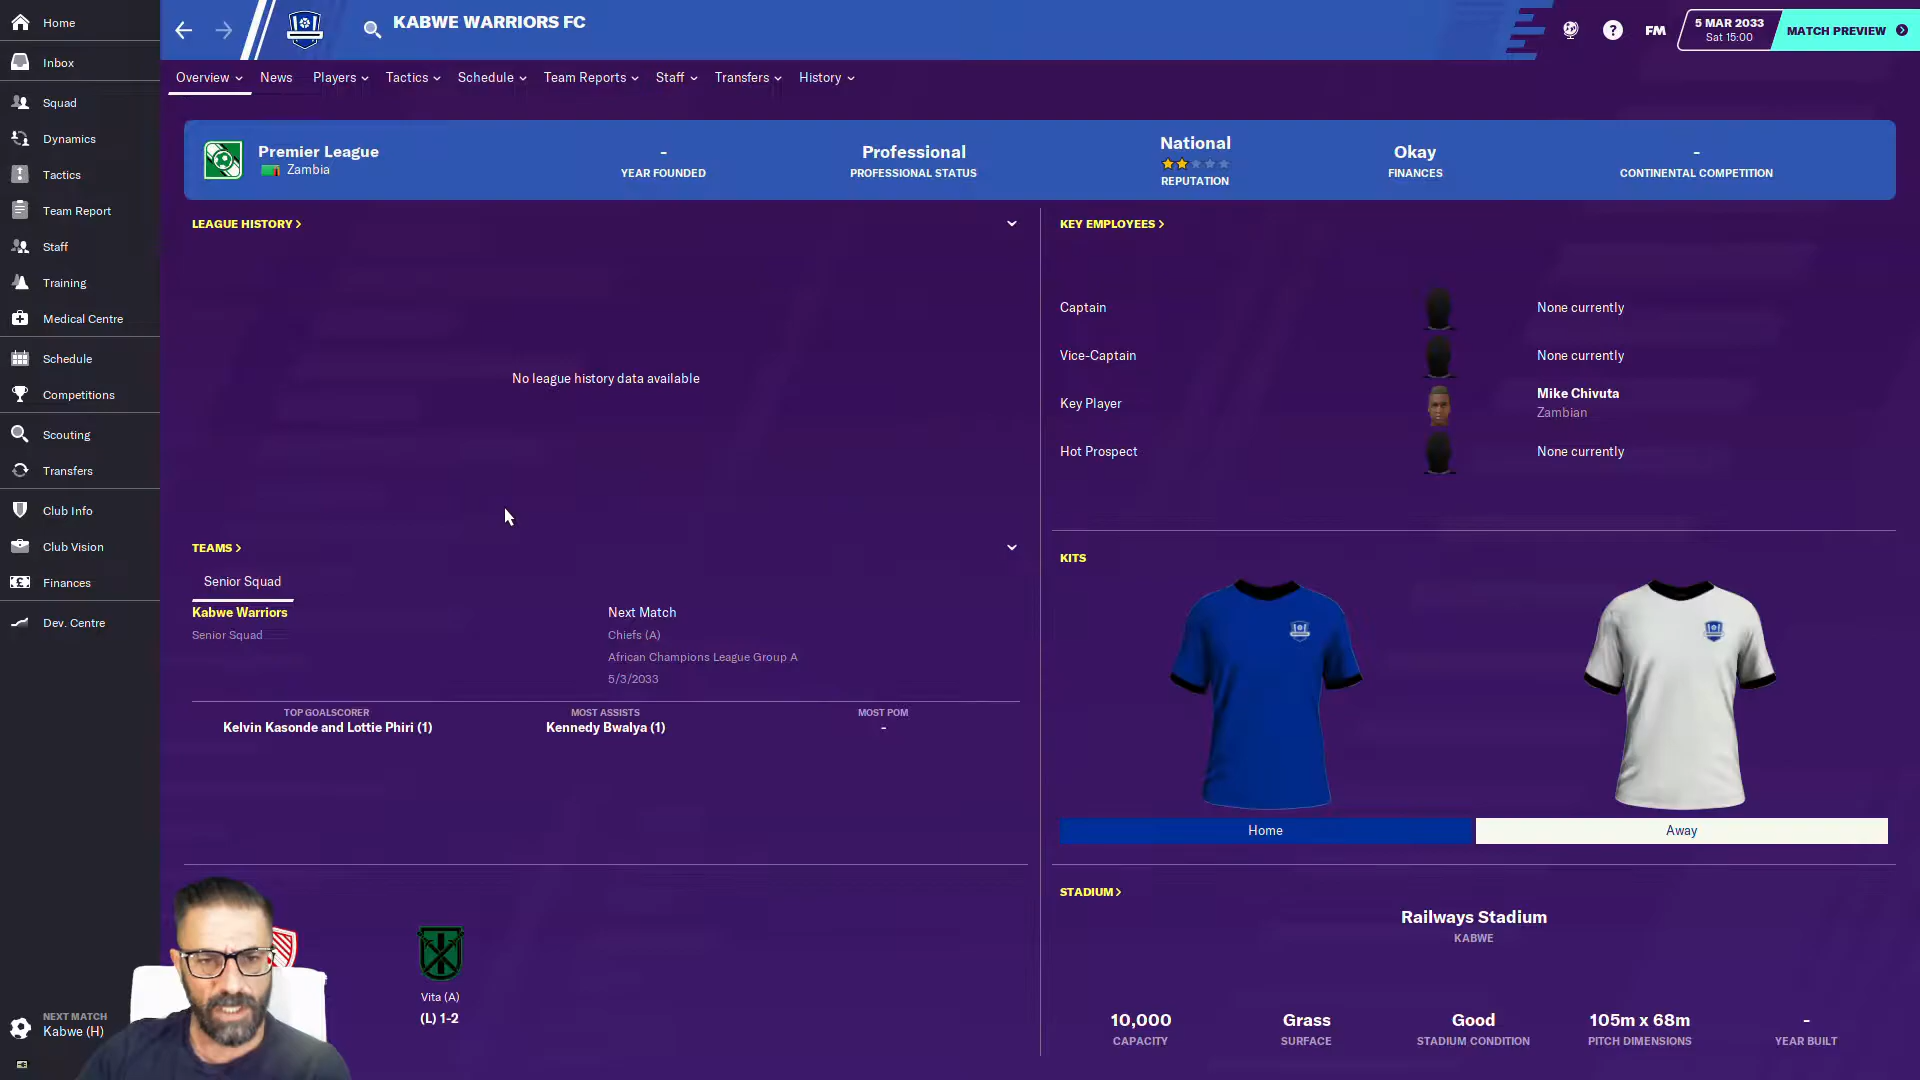 Home
Inbox
Squad
Dynamics
Tactics
Team Report
Staff
Training
Medical Centre
Schedule
Competitions
Scouting
Transfers
Club Info
Club Vision
Finances
Dev. Centre
NEXT MATCH
Kabwe (H)
KABWE WARRIORS FC
FM
5 MAR 2033
Sat 15:00
MATCH PREVIEW
Overview News Players Tactics Schedule Team Reports Staff Transfers History
Premier League
Zambia
-
YEAR FOUNDED
Professional
PROFESSIONAL STATUS
National
REPUTATION
Okay
FINANCES
-
CONTINENTAL COMPETITION
LEAGUE HISTORY >
No league history data available
TEAMS >
Senior Squad
Kabwe Warriors
Senior Squad
Next Match
Chiefs (A)
African Champions League Group A
5/3/2033
TOP GOALSCORER
Kelvin Kasonde and Lottie Phiri (1)
MOST ASSISTS
Kennedy Bwalya (1)
MOST POM
-
Vita (A)
(L) 1-2
KEY EMPLOYEES >
Captain None currently
Vice-Captain None currently
Key Player Mike Chivuta
Zambian
Hot Prospect None currently
KITS
Home
Away
STADIUM >
Railways Stadium
KABWE
10,000
CAPACITY
Grass
SURFACE
Good
STADIUM CONDITION
105m x 68m
PITCH DIMENSIONS
-
YEAR BUILT